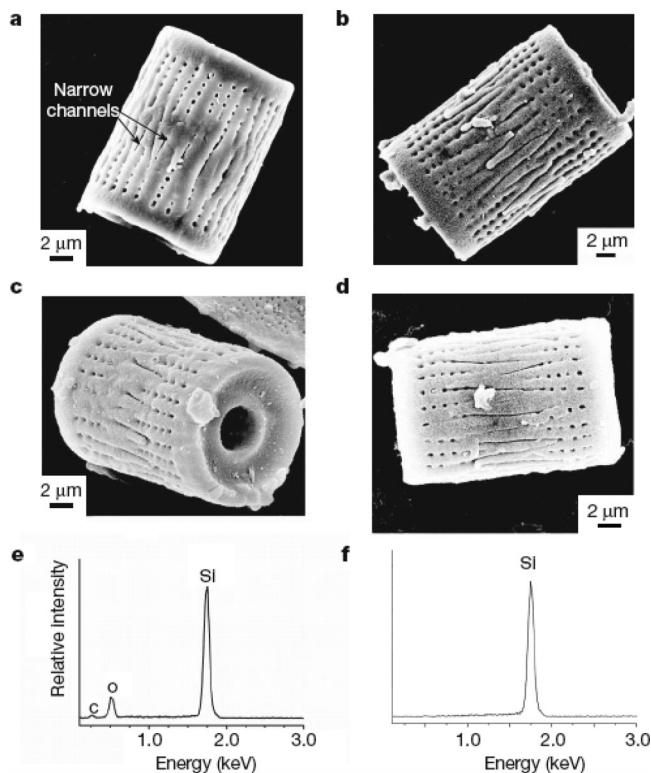 a
b
Narrow
channels
2 μm
2 μm
c
d
2 μm
2 μm
e
f
Relative intensity
C
O
Si
Si
1.0
2.0
3.0
1.0
2.0
3.0
Energy (keV)
Energy (keV)